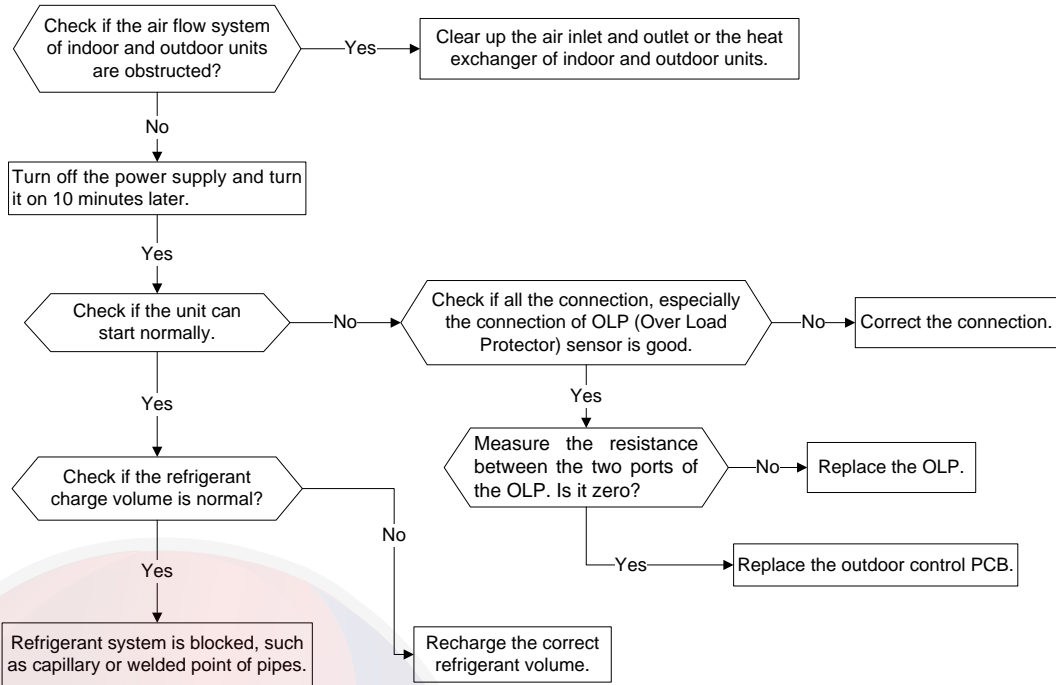 Check if the air flow system
of indoor and outdoor units
are obstructed?
Yes
Clear up the air inlet and outlet or the heat
exchanger of indoor and outdoor units.
No
Turn off the power supply and turn
it on 10 minutes later.
Yes
Check if the unit can
start normally.
No
Check if all the connection, especially
the connection of OLP (Over Load
Protector) sensor is good.
No
Correct the connection.
Yes
Yes
Measure the resistance
between the two ports of
the OLP. Is it zero?
No
Replace the OLP.
Check if the refrigerant
charge volume is normal?
No
Yes
Replace the outdoor control PCB.
Yes
Refrigerant system is blocked, such
as capillary or welded point of pipes.
Recharge the correct
refrigerant volume.